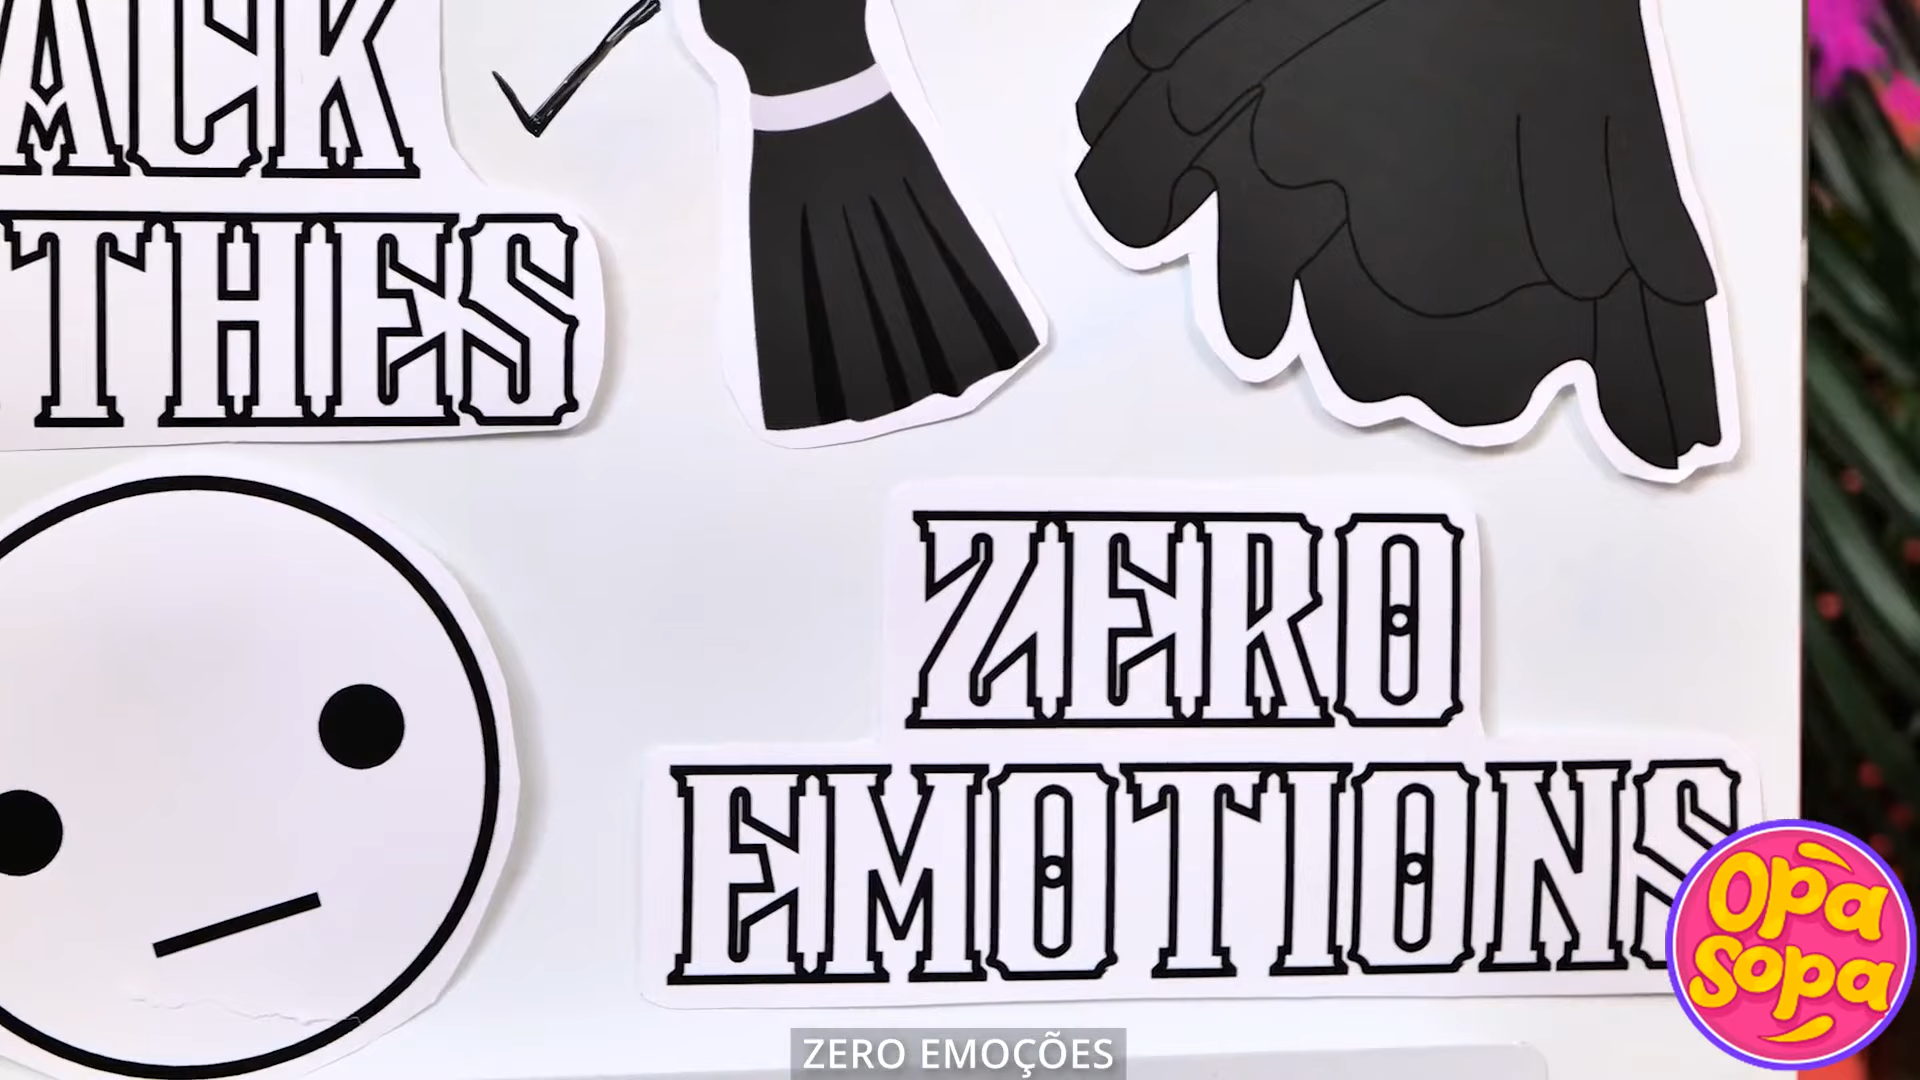 ACK
THES
ZERO
EMOTIONS
Opa
Sopa
ZERO EMOÇÕES